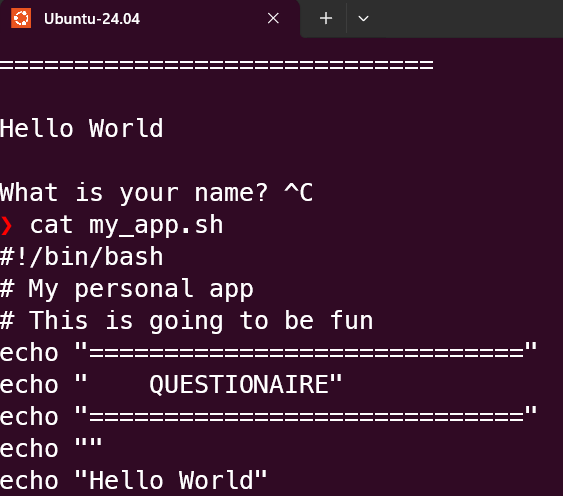 Ubuntu-24.04
=============================
Hello World
What is your name? ^C
❯ cat my_app.sh
#!/bin/bash
# My personal app
# This is going to be fun
echo "============================="
echo "    QUESTIONAIRE"
echo "============================="
echo ""
echo "Hello World"